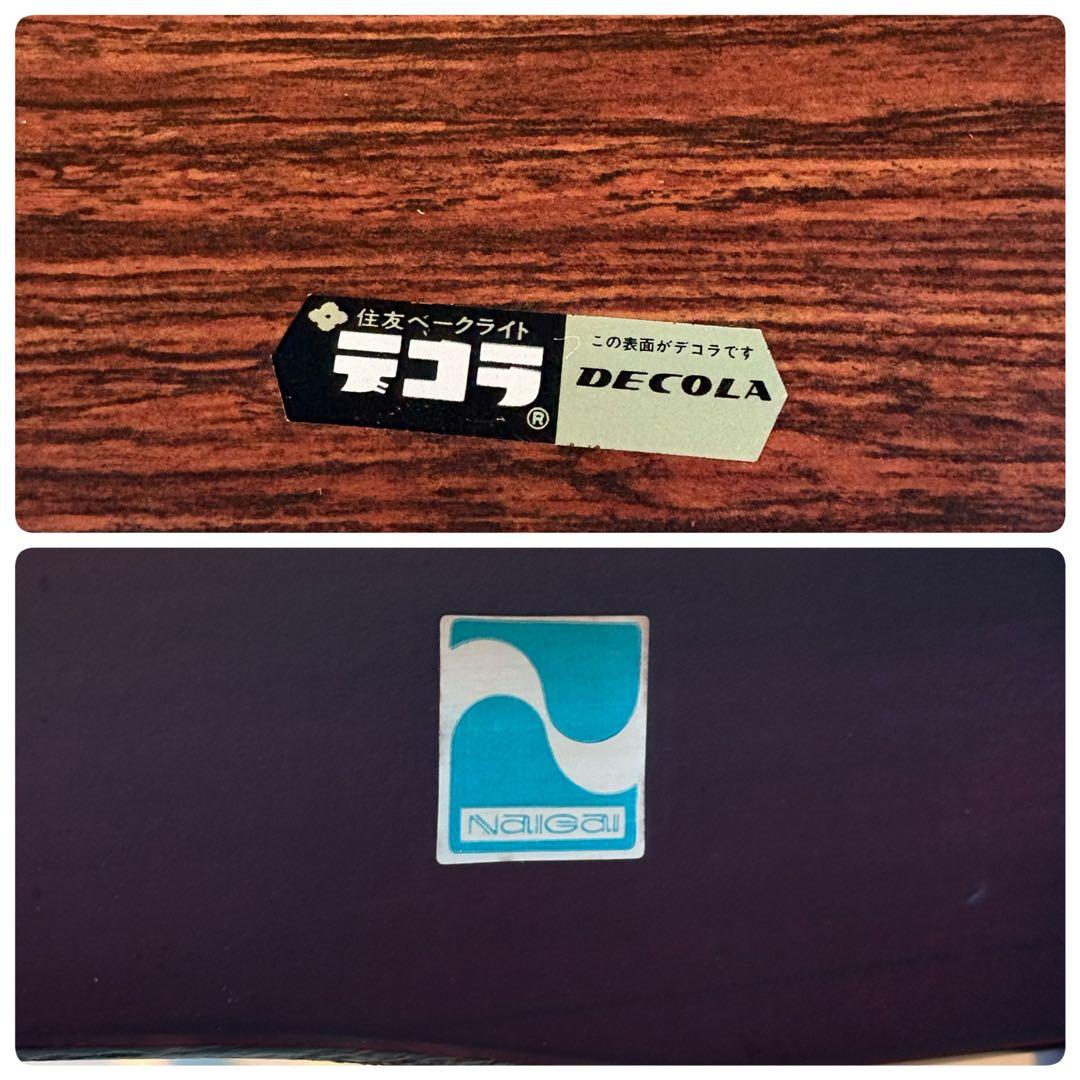 住友ベークライト
デコラ
®
この表面がデコラです
DECOLA
NaIGaI